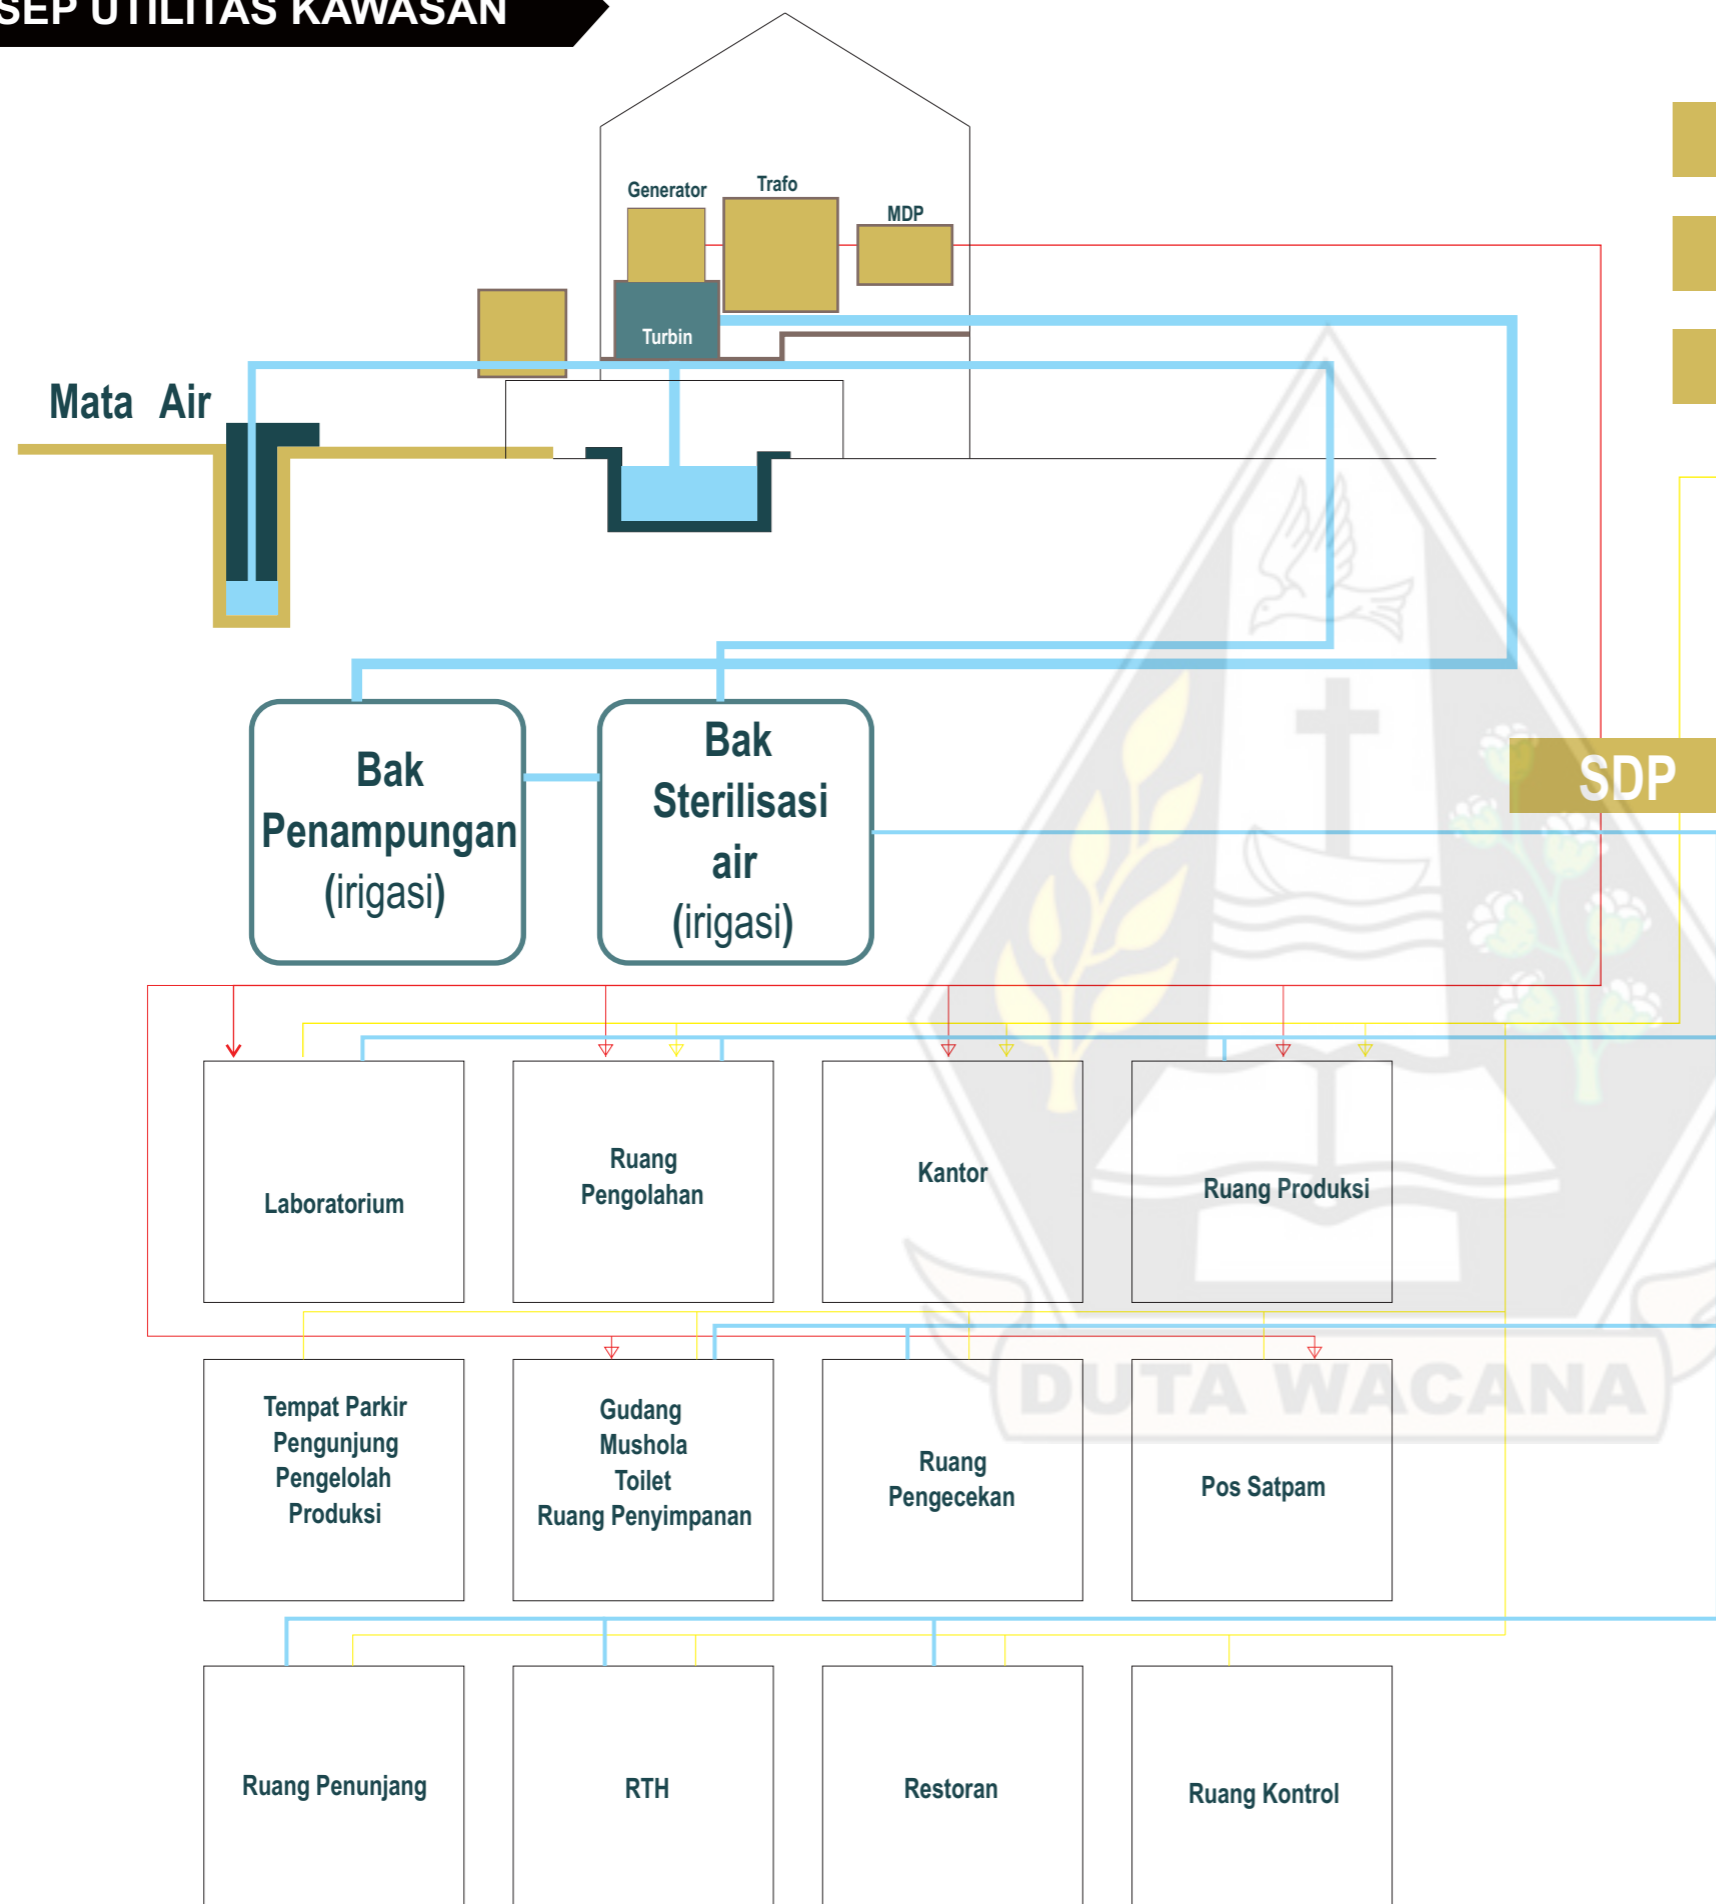 SEP UTILITAS KAWASAN
Generator
Trafo
MDP
Turbin
Mata Air
Bak
Penampungan
(irigasi)
Bak
Sterilisasi
air
(irigasi)
SDP
Laboratorium
Ruang
Pengolahan
Kantor
Ruang Produksi
Tempat Parkir
Pengunjung
Pengelolah
Produksi
Gudang
Mushola
Toilet
Ruang Penyimpanan
Ruang
Pengecekan
Pos Satpam
DUTA WACANA
Ruang Penunjang
RTH
Restoran
Ruang Kontrol